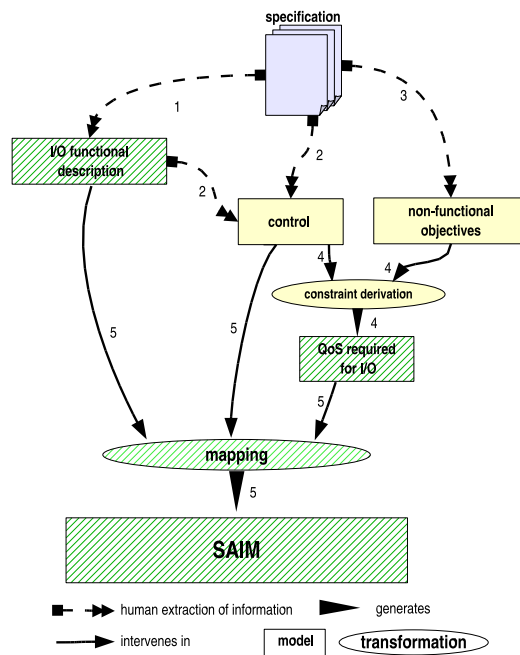 specification
1
2
3
I/O functional
description
2
control
non-functional
objectives
4
4
constraint derivation
4
5
5
QoS required
for I/O
5
mapping
5
SAIM
human extraction of information
generates
intervenes in
model
transformation